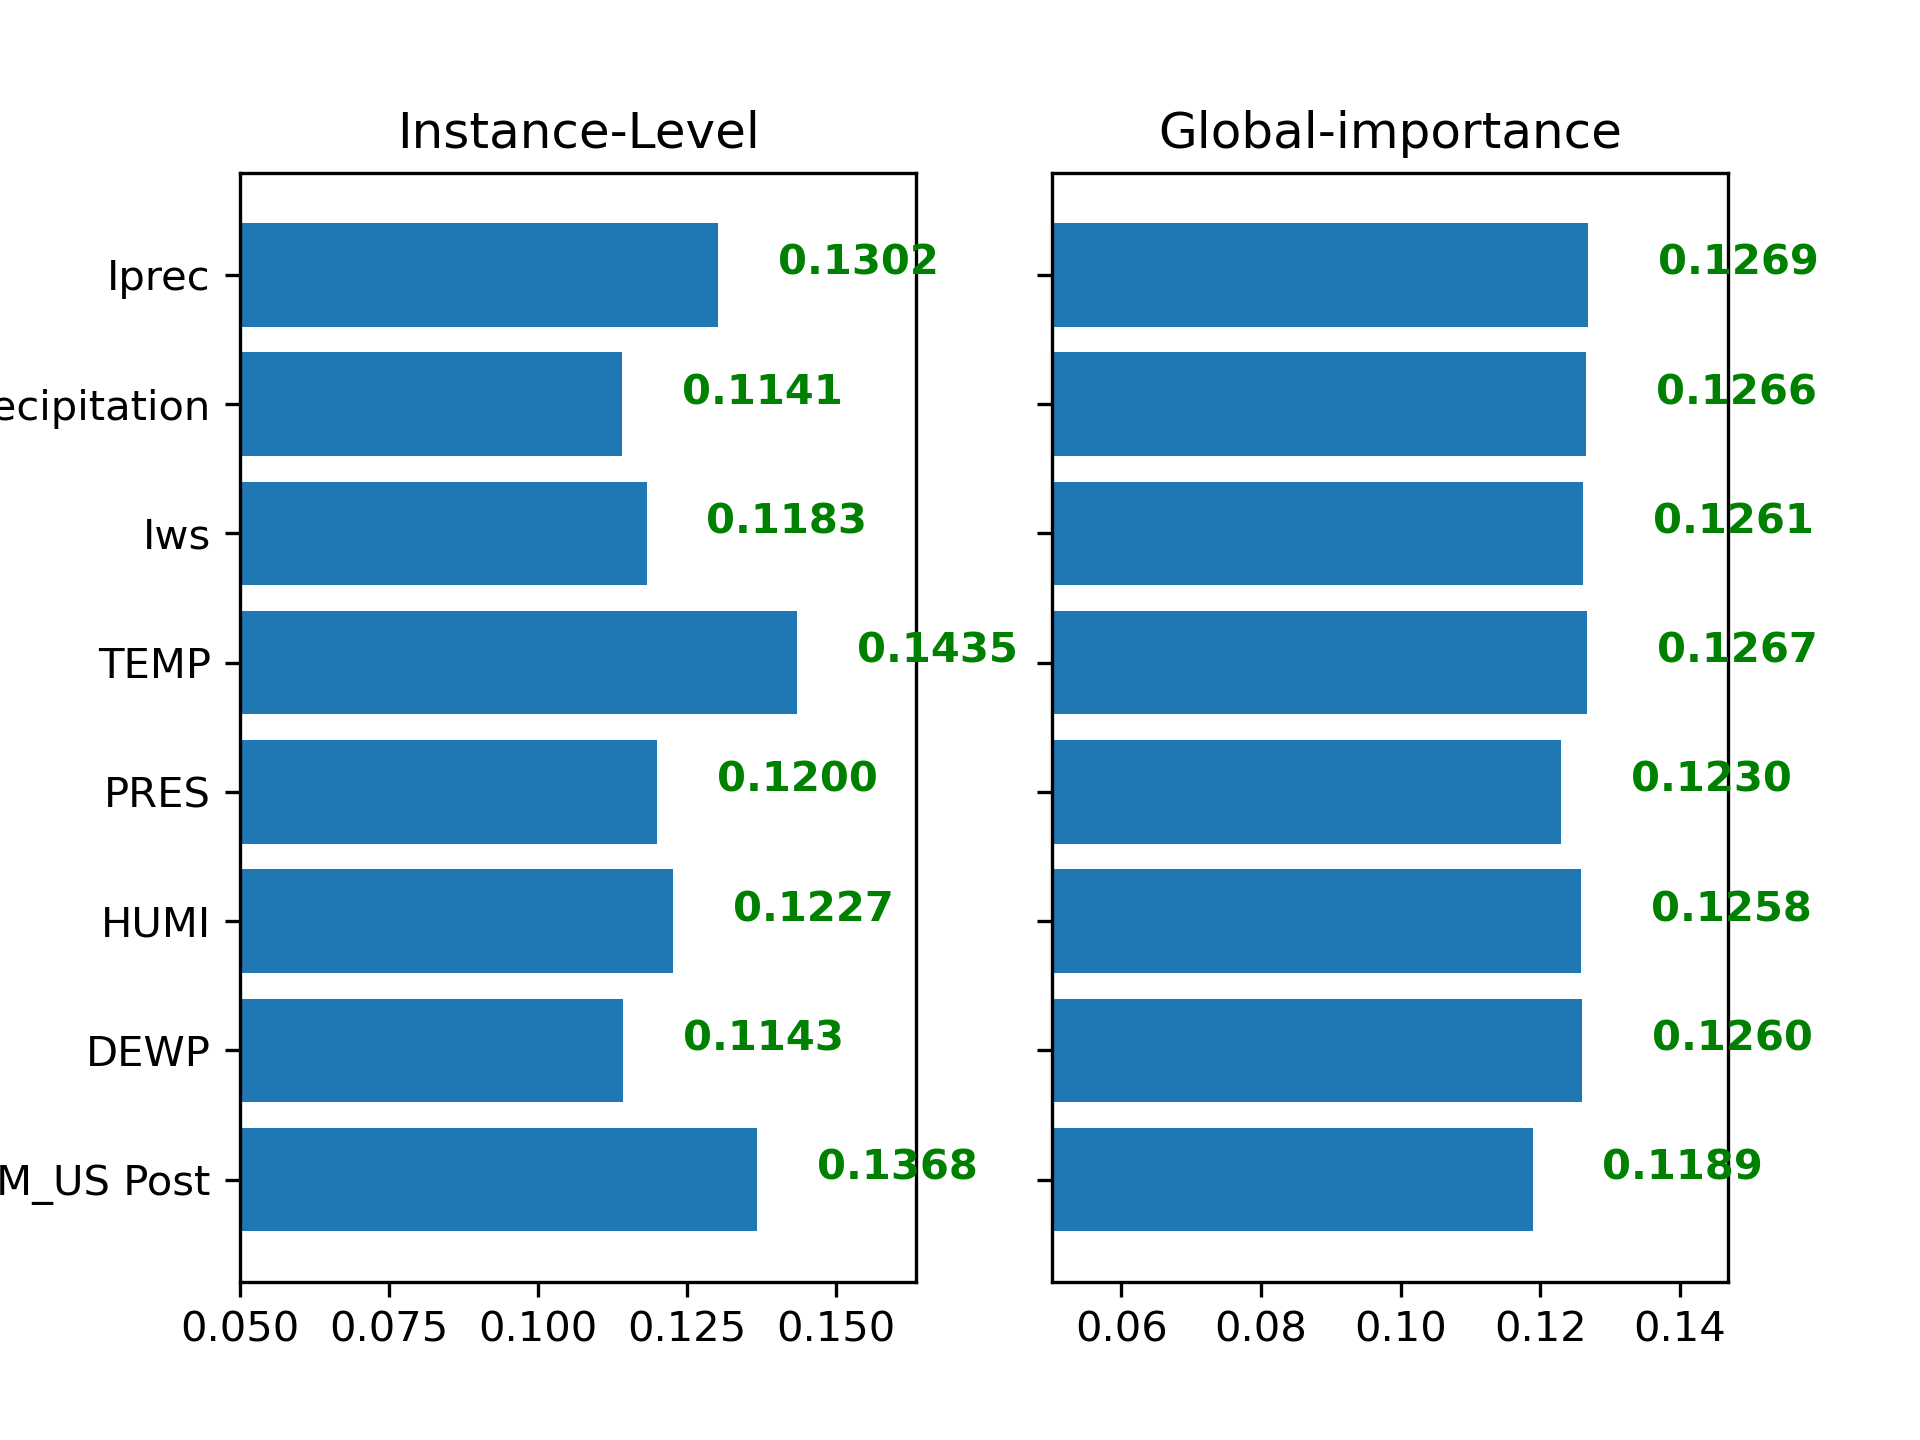 Instance-Level
Global-importance
Iprec
0.1302
0.1269
ecipitation
0.1141
0.1266
Iws
0.1183
0.1261
TEMP
0.1435
0.1267
PRES
0.1200
0.1230
HUMI
0.1227
0.1258
DEWP
0.1143
0.1260
M_US Post
0.1368
0.1189
0.050 0.075 0.100 0.125 0.150
0.06 0.08 0.10 0.12 0.14